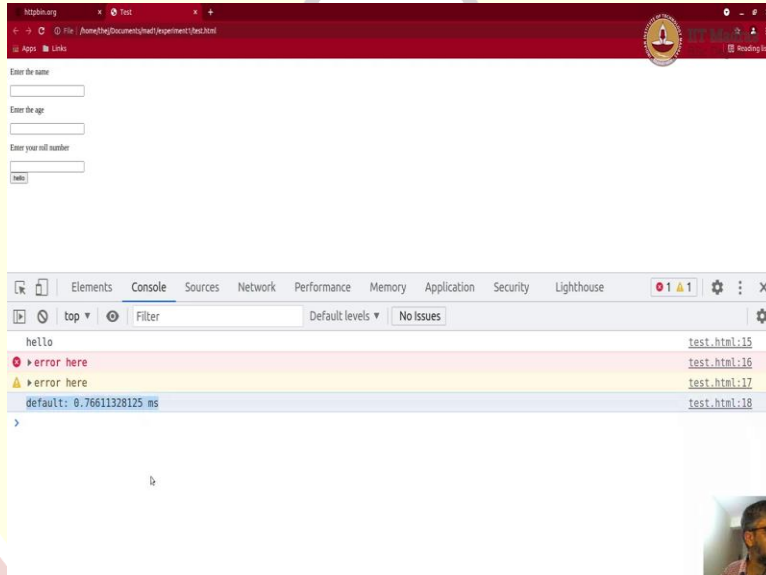 httpbin.org x Test x +
File | /home/thej/Documents/mad1/experiment1/test.html
Apps Links Reading lis
Enter the name
Enter the age
Enter your roll number
hello
Elements Console Sources Network Performance Memory Application Security Lighthouse 1 1
top Filter Default levels No Issues
hello test.html:15
error here test.html:16
error here test.html:17
default: 0.76611328125 ms test.html:18